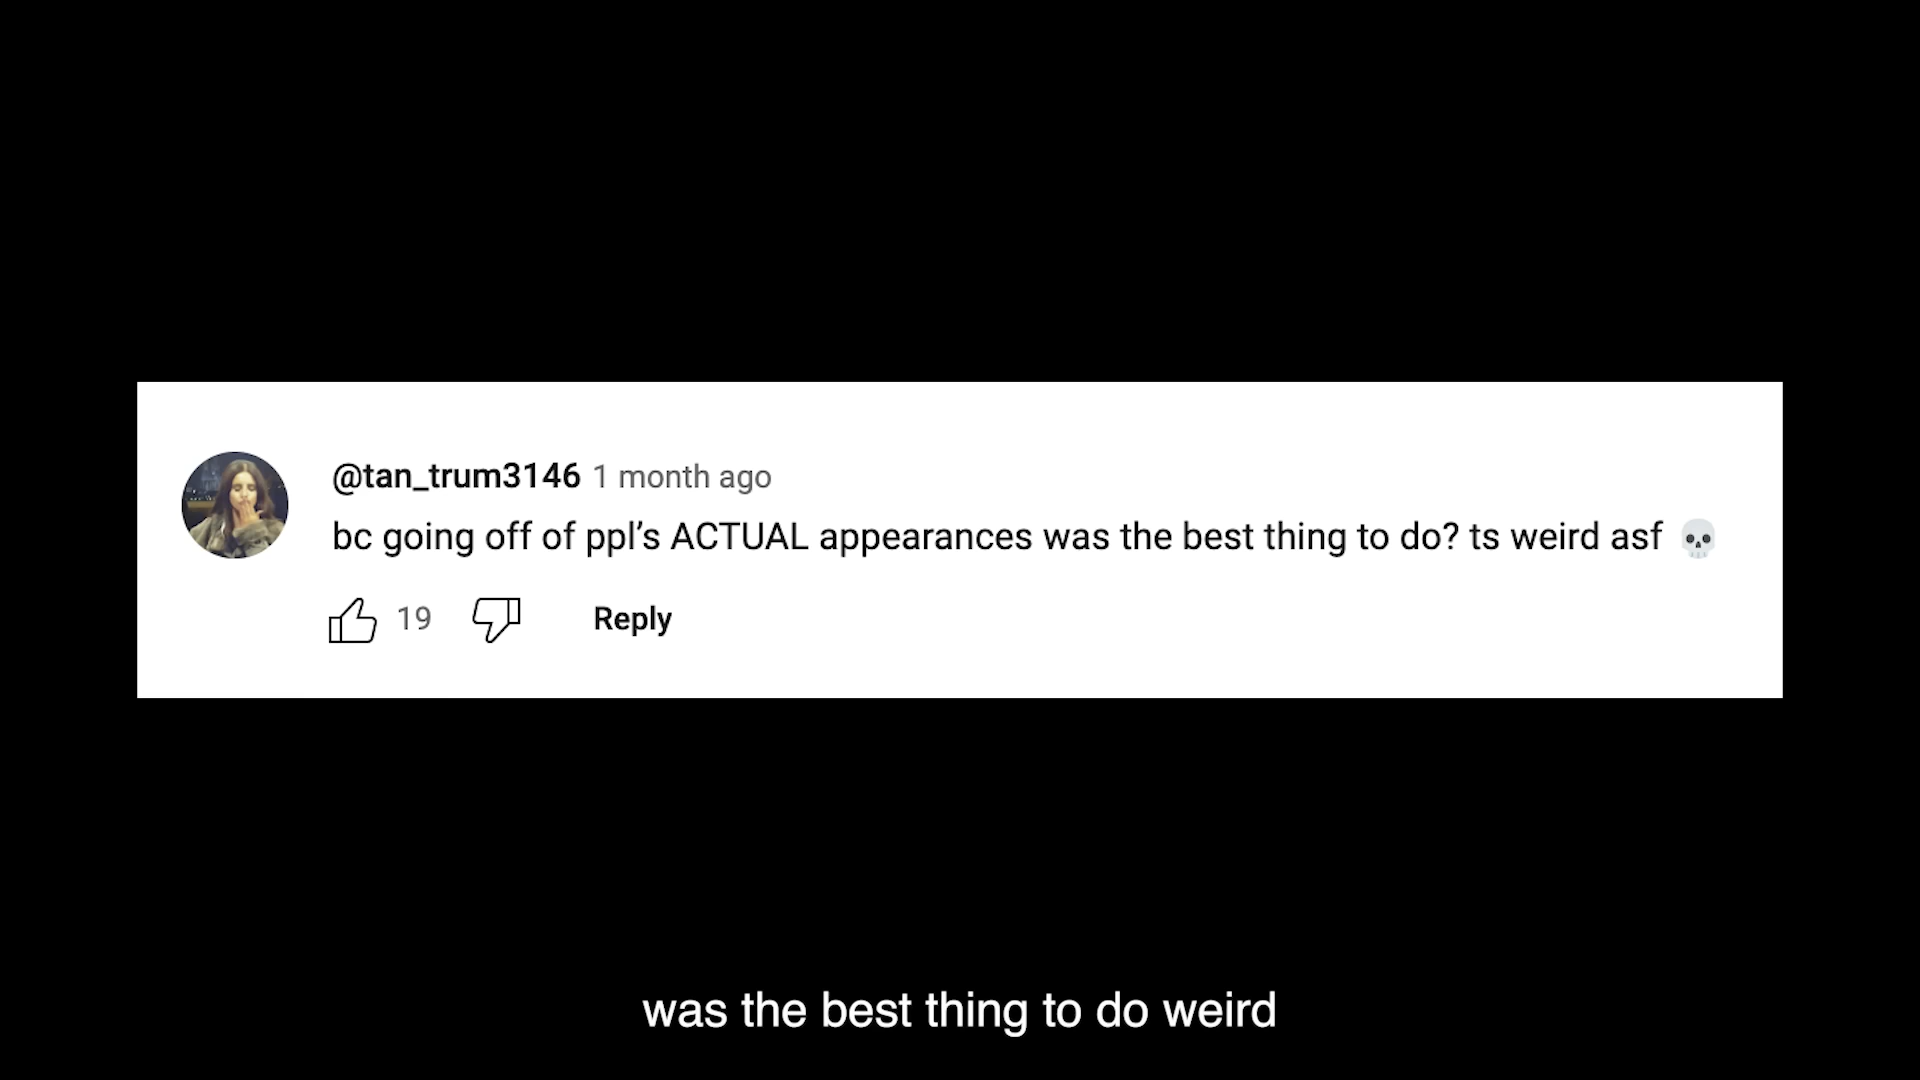 @tan_trum3146 1 month ago
bc going off of ppl’s ACTUAL appearances was the best thing to do? ts weird asf 💀
19 Reply
was the best thing to do weird